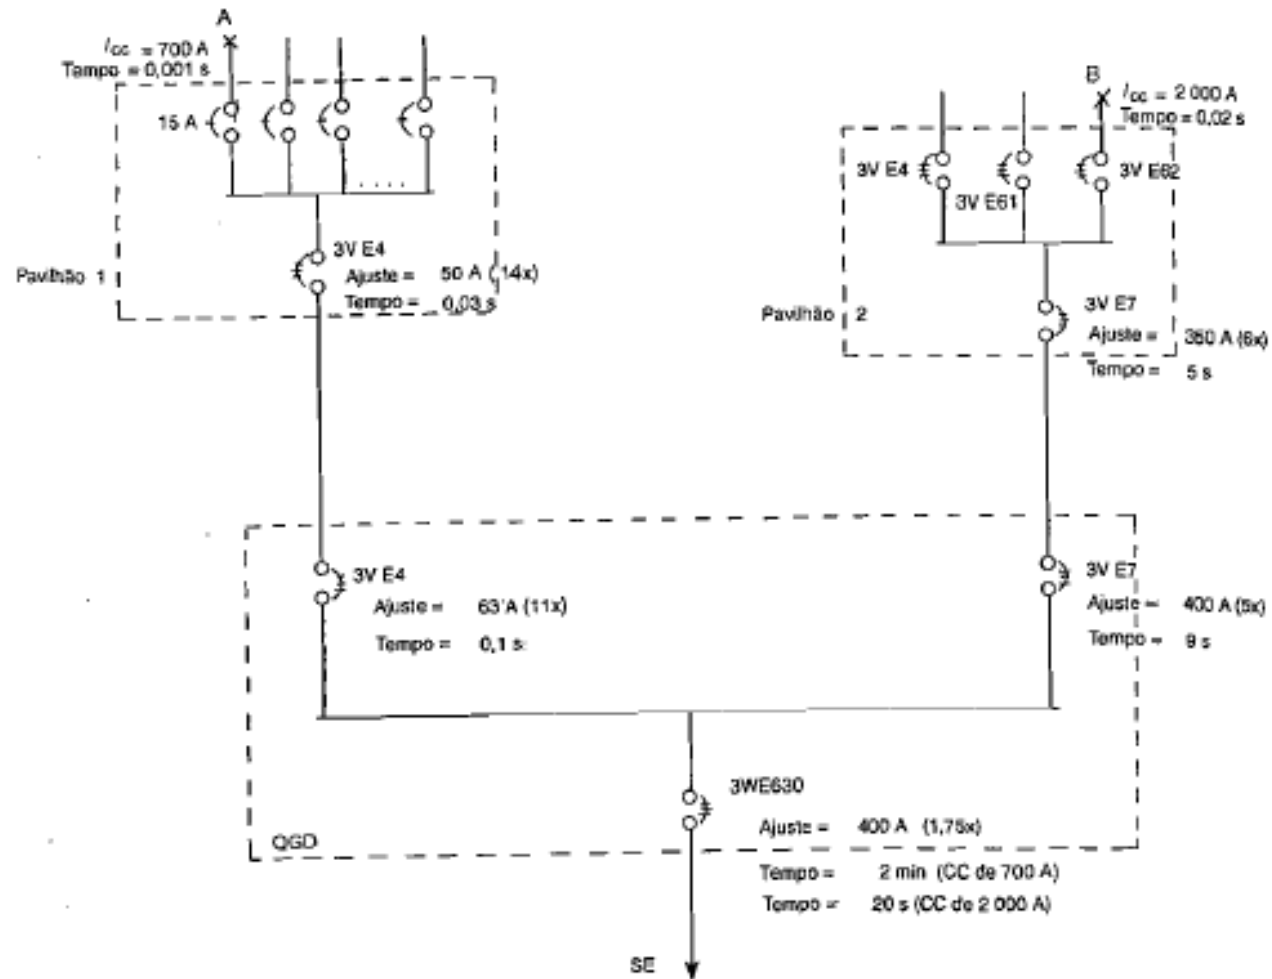 A
Icc = 700 A
Tempo = 0,001 s
15 A
3V E4
Ajuste = 50 A (14x)
Tempo = 0,03 s
Pavilhão 1
B
Icc = 2 000 A
Tempo = 0,02 s
3V E4
3V E61
3V E62
3V E7
Ajuste = 350 A (6x)
Tempo = 5 s
Pavilhão 2
3V E4
Ajuste = 63 A (11x)
Tempo = 0,1 s
3V E7
Ajuste = 400 A (5x)
Tempo = 9 s
3WE630
Ajuste = 400 A (1,75x)
QGD
Tempo = 2 min (CC de 700 A)
Tempo = 20 s (CC de 2 000 A)
SE